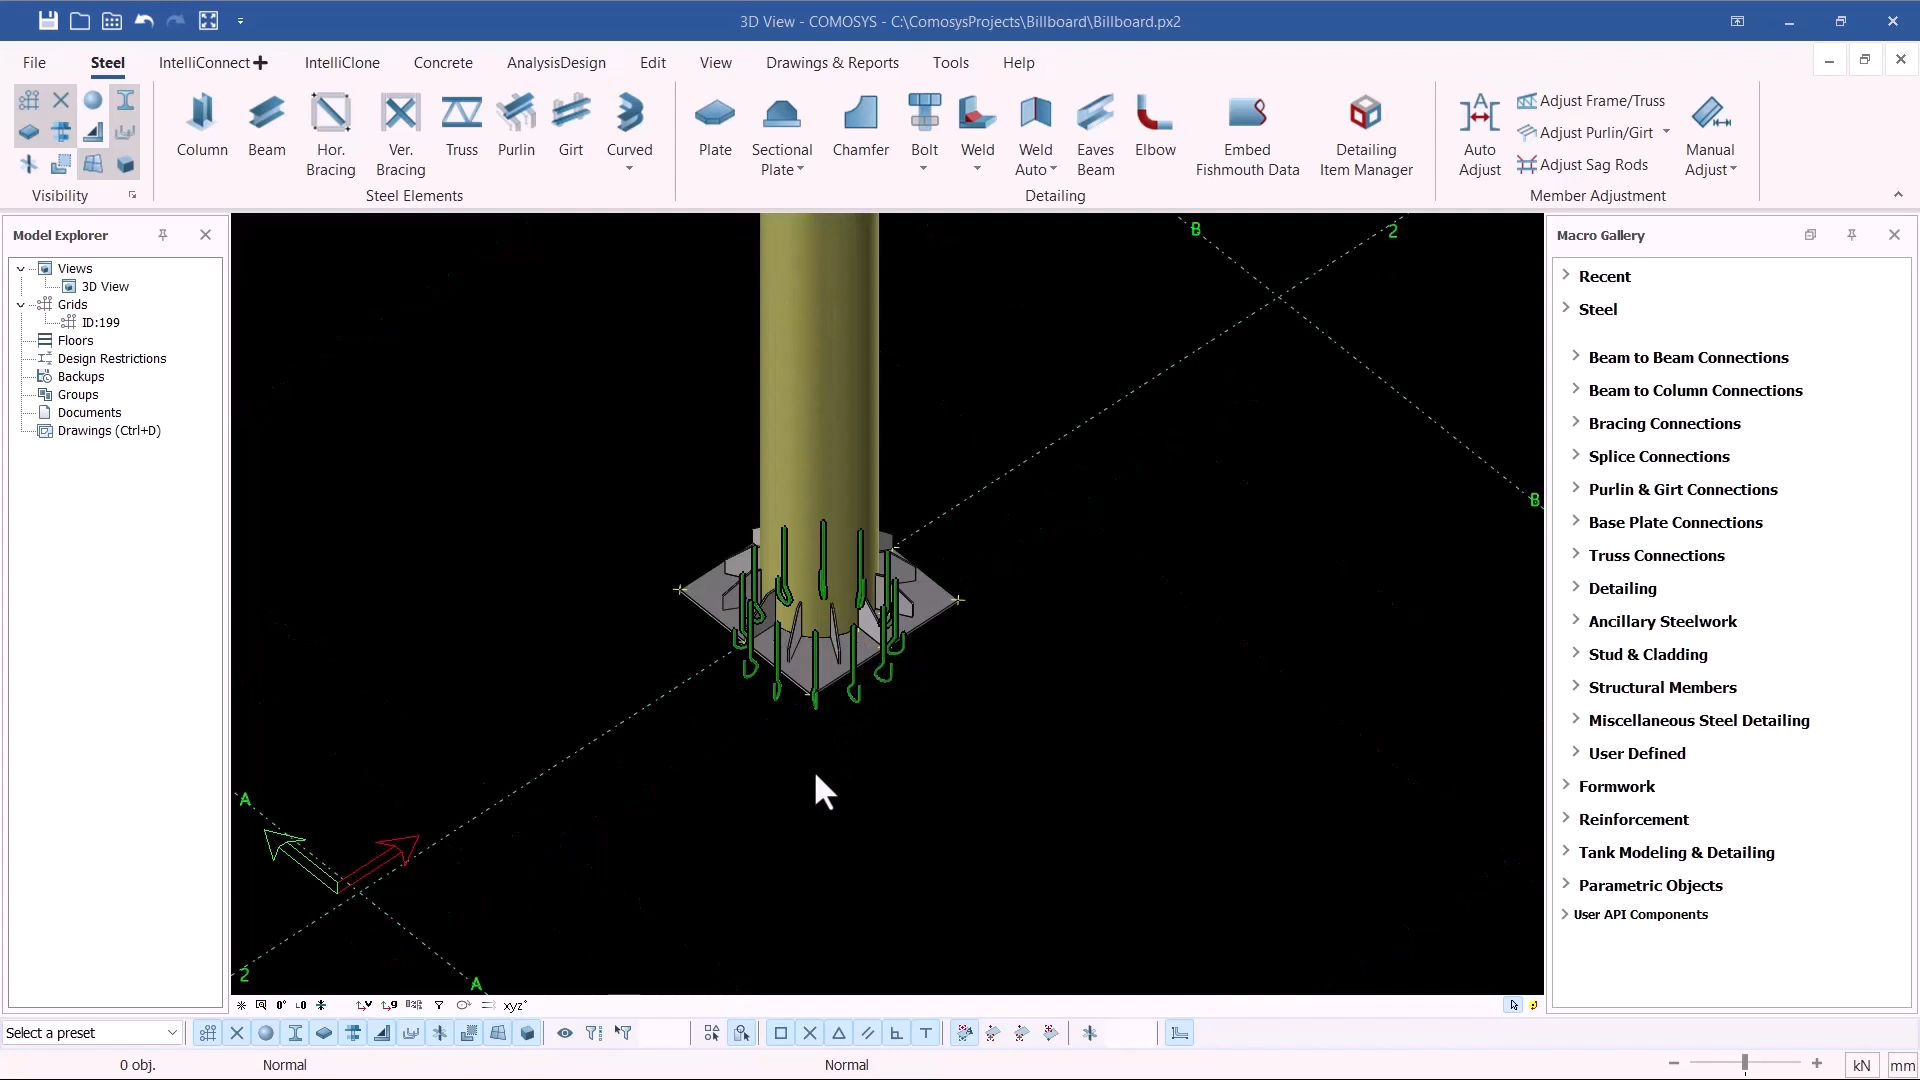 3D View - COMOSYS - C:\ComosysProjects\Billboard\Billboard.px2
File
Steel
IntelliConnect
IntelliClone
Concrete
AnalysisDesign
Edit
View
Drawings & Reports
Tools
Help
Column
Beam
Hor.
Bracing
Ver.
Bracing
Truss
Purlin
Girt
Curved
Plate
Sectional
Plate
Chamfer
Bolt
Weld
Weld
Auto
Eaves
Beam
Elbow
Embed
Fishmouth Data
Detailing
Item Manager
Auto
Adjust
Adjust Frame/Truss
Adjust Purlin/Girt
Adjust Sag Rods
Manual
Adjust
Visibility
Steel Elements
Detailing
Member Adjustment
Model Explorer
Views
3D View
Grids
ID:199
Floors
Design Restrictions
Backups
Groups
Documents
Drawings (Ctrl+D)
B
2
B
A
2
A
Macro Gallery
Recent
Steel
Beam to Beam Connections
Beam to Column Connections
Bracing Connections
Splice Connections
Purlin & Girt Connections
Base Plate Connections
Truss Connections
Detailing
Ancillary Steelwork
Stud & Cladding
Structural Members
Miscellaneous Steel Detailing
User Defined
Formwork
Reinforcement
Tank Modeling & Detailing
Parametric Objects
User API Components
xyz
Select a preset
0 obj.
Normal
Normal
kN
mm